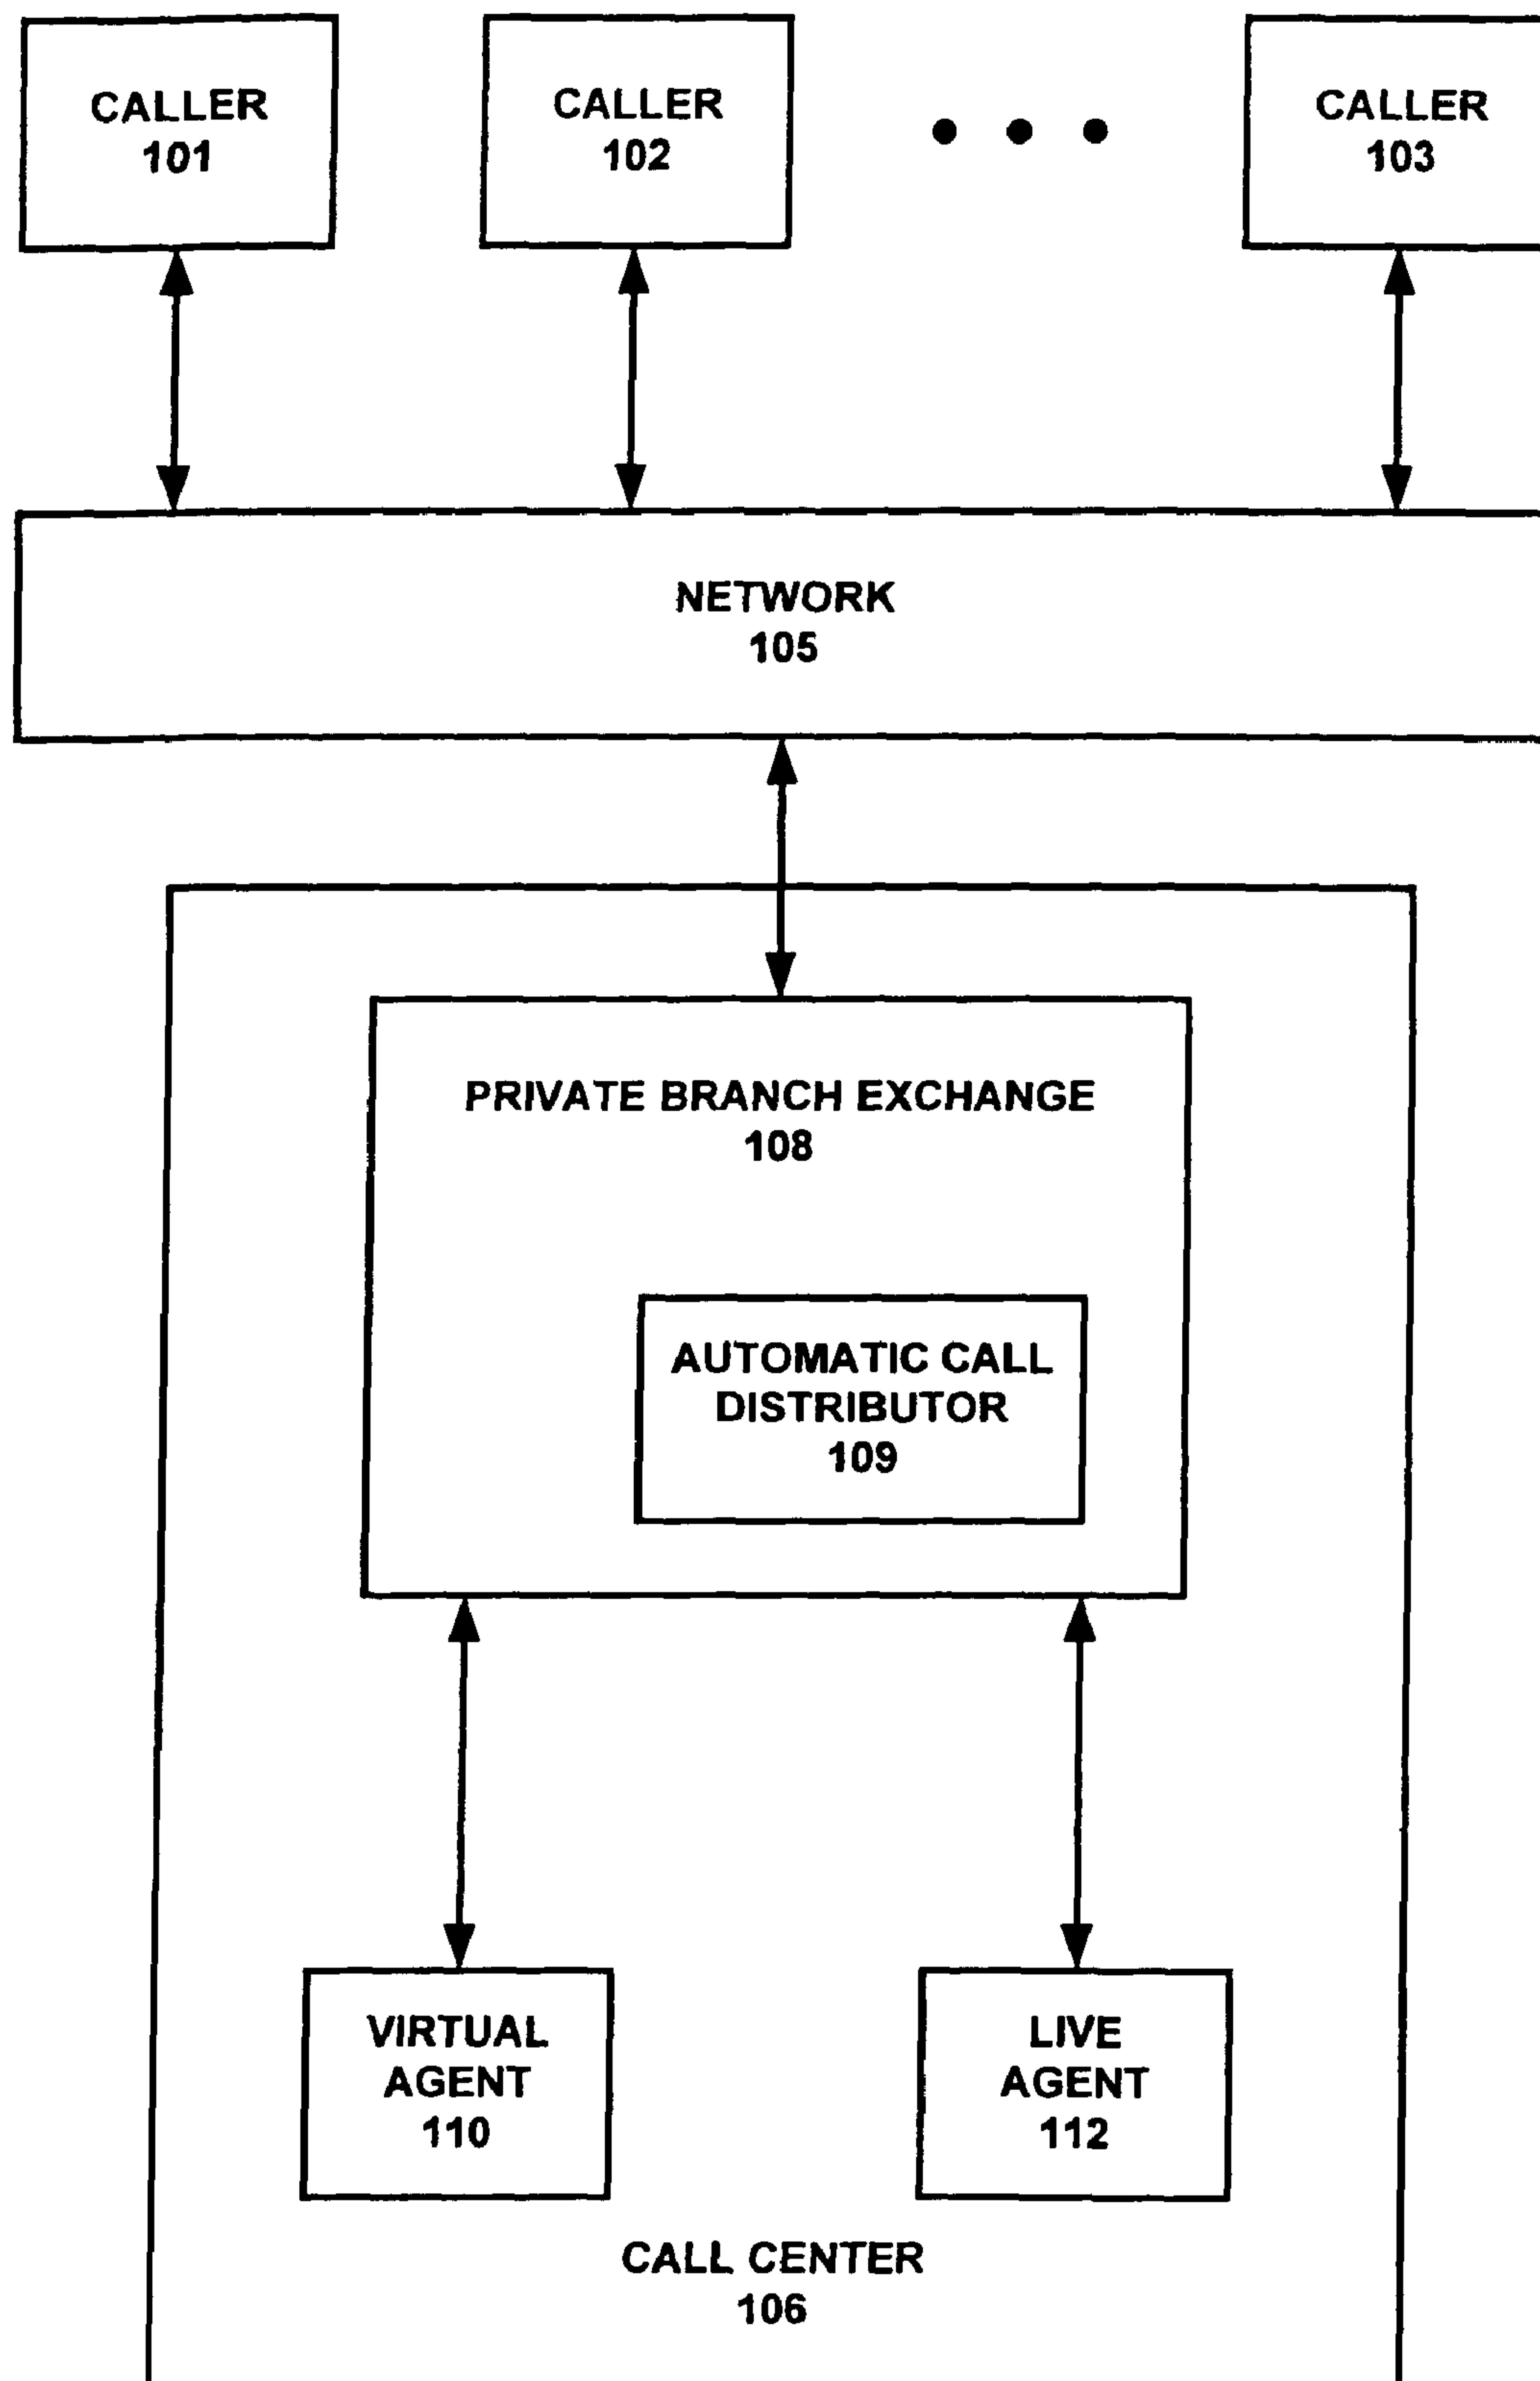 CALLER
101
CALLER
102
CALLER
103
NETWORK
105
PRIVATE BRANCH EXCHANGE
108
AUTOMATIC CALL
DISTRIBUTOR
109
VIRTUAL
AGENT
110
LIVE
AGENT
112
CALL CENTER
106